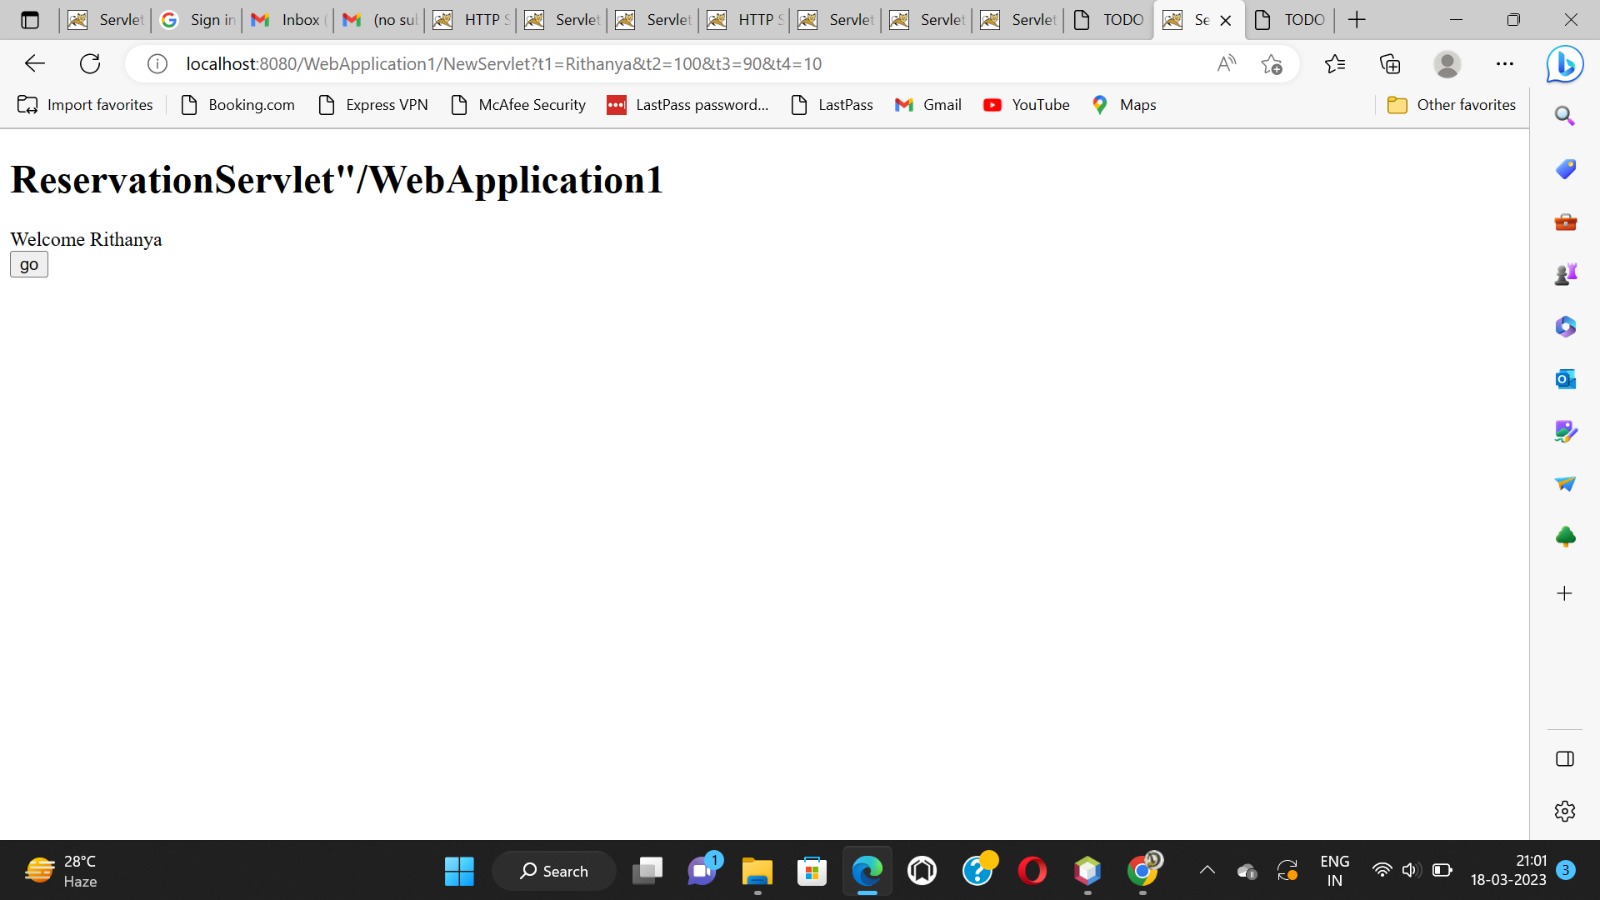 Servlet
Sign in
Inbox (
(no sul
HTTP S
Servlet
Servlet
HTTP S
Servlet
Servlet
Servlet
TODO
Se
TODO
localhost:8080/WebApplication1/NewServlet?t1=Rithanya&t2=100&t3=90&t4=10
Import favorites
Booking.com
Express VPN
McAfee Security
LastPass password...
LastPass
Gmail
YouTube
Maps
Other favorites
ReservationServlet"/WebApplication1
Welcome Rithanya
go
28°C
Haze
Search
1
ENG
IN
21:01
18-03-2023
3